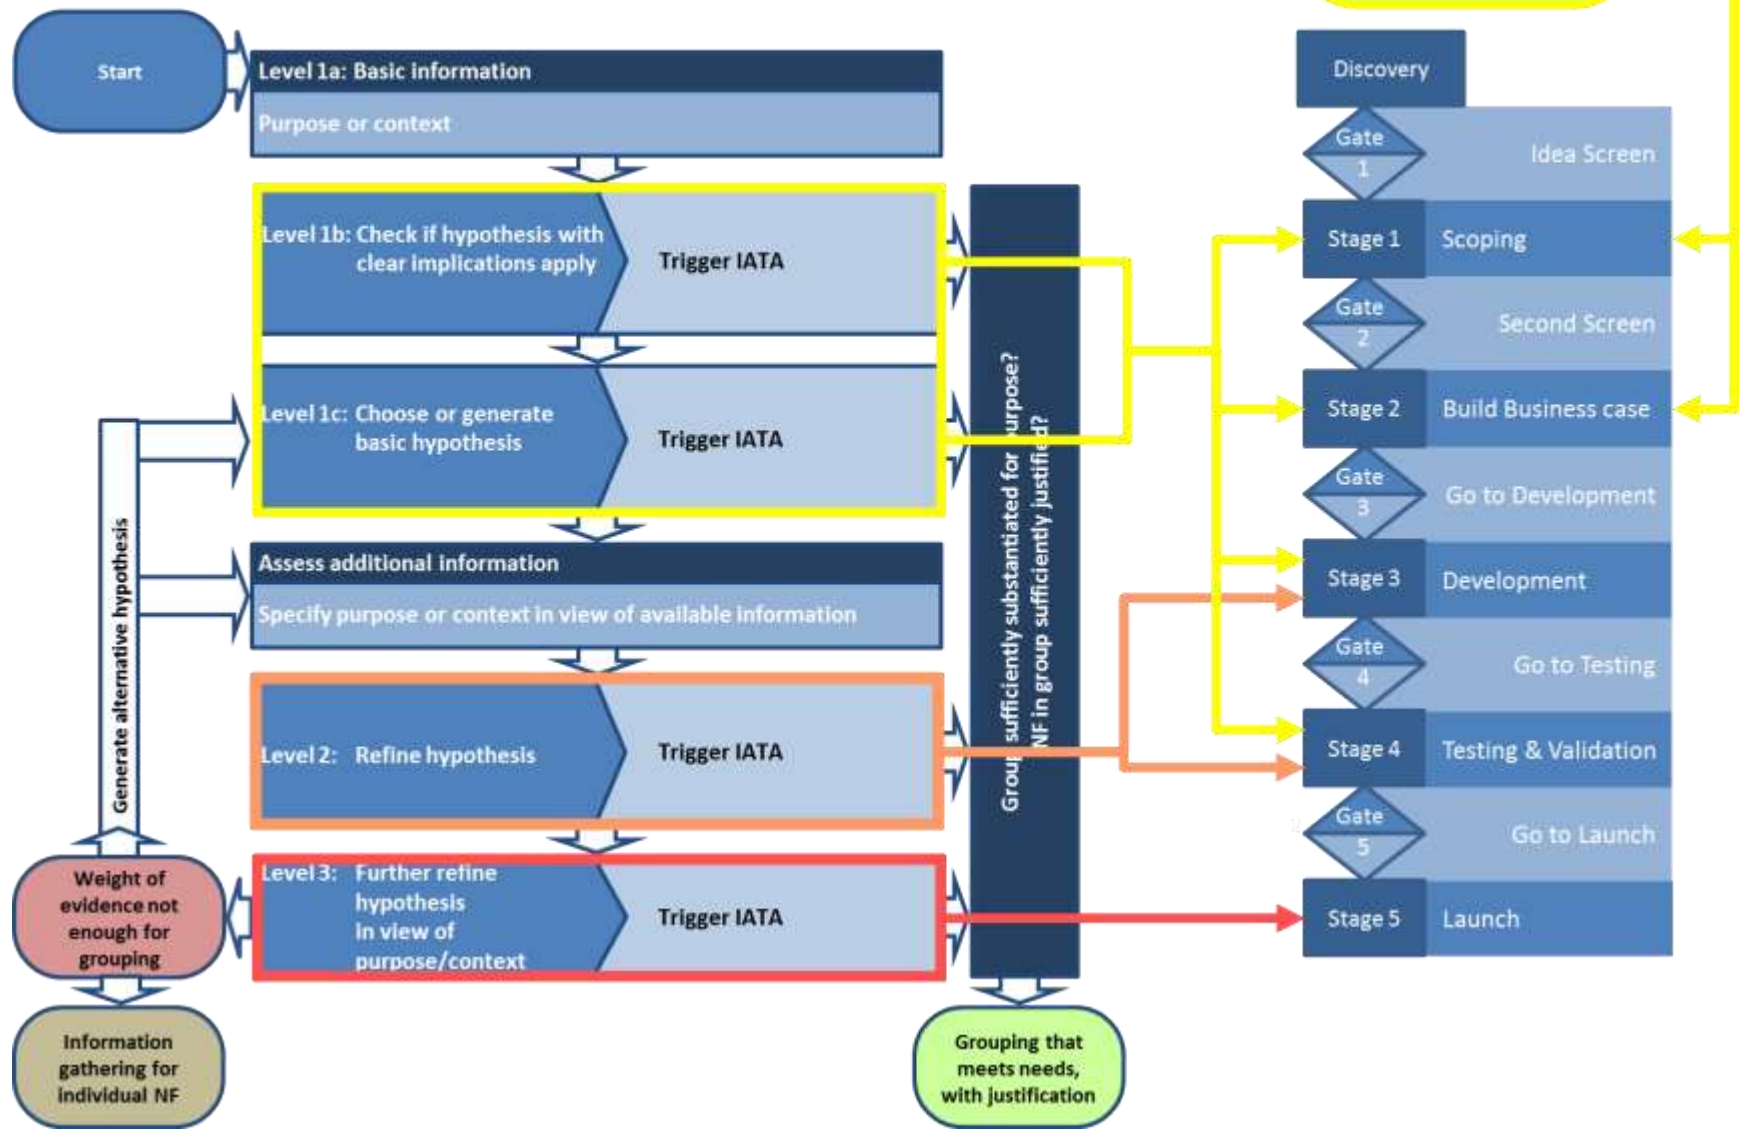 Start
Level 1a: Basic information
Purpose or context
Level 1b: Check if hypothesis with
clear implications apply
Trigger IATA
Level 1c: Choose or generate
basic hypothesis
Trigger IATA
Assess additional information
Specify purpose or context in view of available information
Level 2: Refine hypothesis
Trigger IATA
Level 3: Further refine
hypothesis
in view of
purpose/context
Trigger IATA
Generate alternative hypothesis
Weight of
evidence not
enough for
grouping
Information
gathering for
individual NF
sufficiently substantiated for purpose?
NF in group sufficiently justified?
Grouping that
meets needs,
with justification
Discovery
Gate
1
Idea Screen
Stage 1
Scoping
Gate
2
Second Screen
Stage 2
Build Business case
Gate
3
Go to Development
Stage 3
Development
Gate
4
Go to Testing
Stage 4
Testing & Validation
Gate
5
Go to Launch
Stage 5
Launch